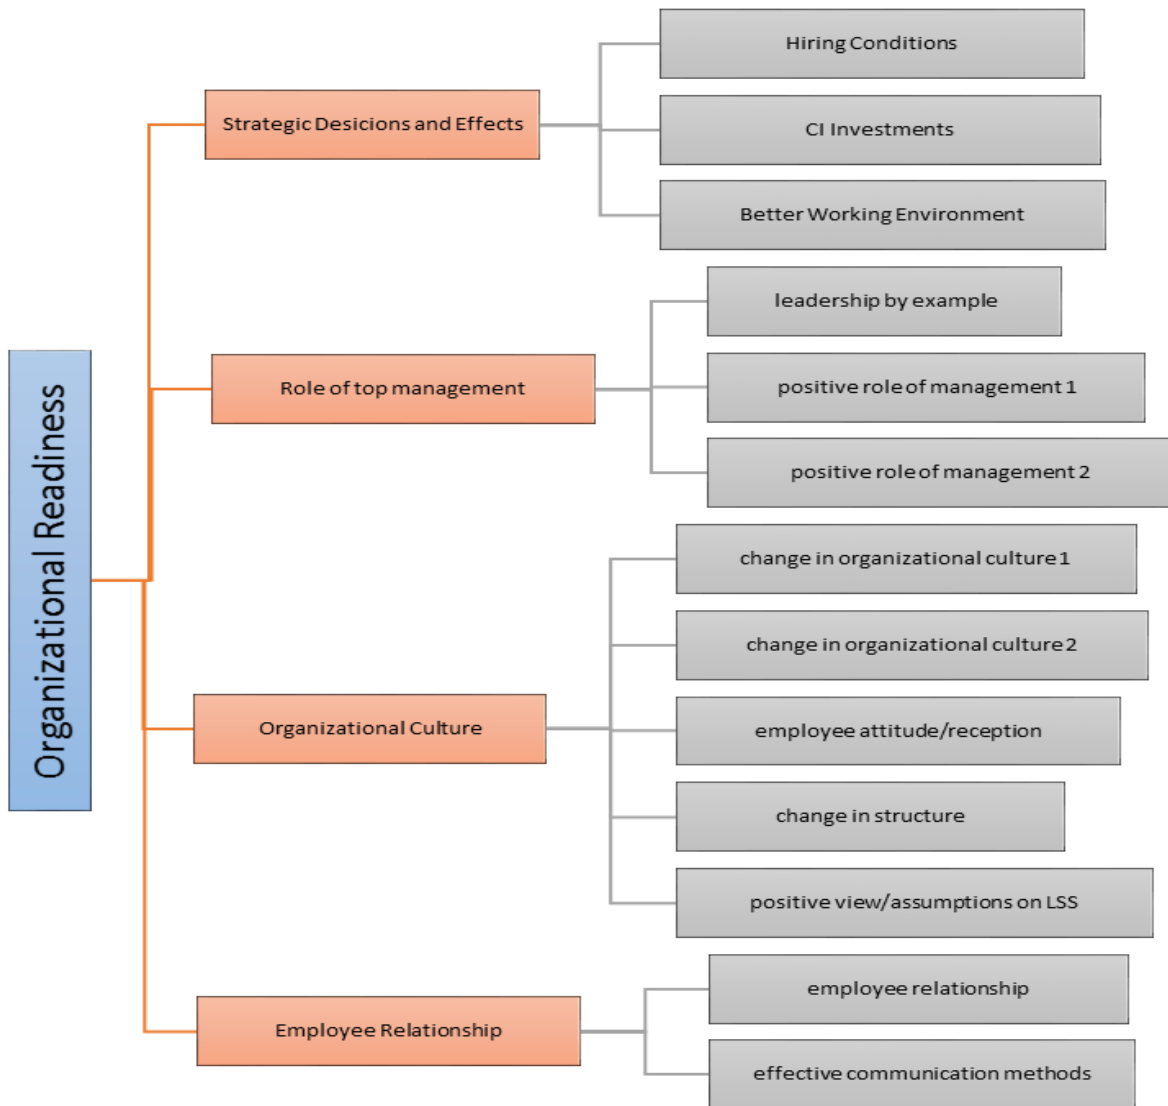 Organizational Readiness
Strategic Desicions and Effects
Hiring Conditions
CI Investments
Better Working Environment
Role of top management
leadership by example
positive role of management 1
positive role of management 2
Organizational Culture
change in organizational culture 1
change in organizational culture 2
employee attitude/reception
change in structure
positive view/assumptions on LSS
Employee Relationship
employee relationship
effective communication methods